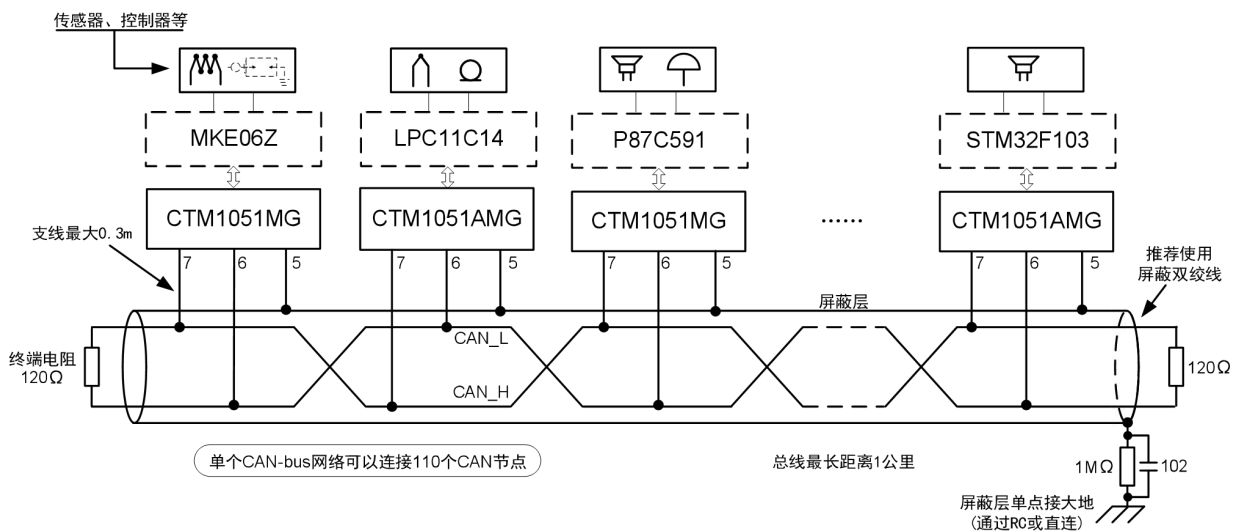 传感器、控制器等
MKE06Z
LPC11C14
P87C591
STM32F103
CTM1051MG
CTM1051AMG
CTM1051MG
......
CTM1051AMG
支线最大0.3m
7
6
5
7
6
5
7
6
5
7
6
5
推荐使用
屏蔽双绞线
屏蔽层
CAN_L
终端电阻
120Ω
120Ω
CAN_H
单个CAN-bus网络可以连接110个CAN节点
总线最长距离1公里
1MΩ
102
屏蔽层单点接大地
(通过RC或直连)